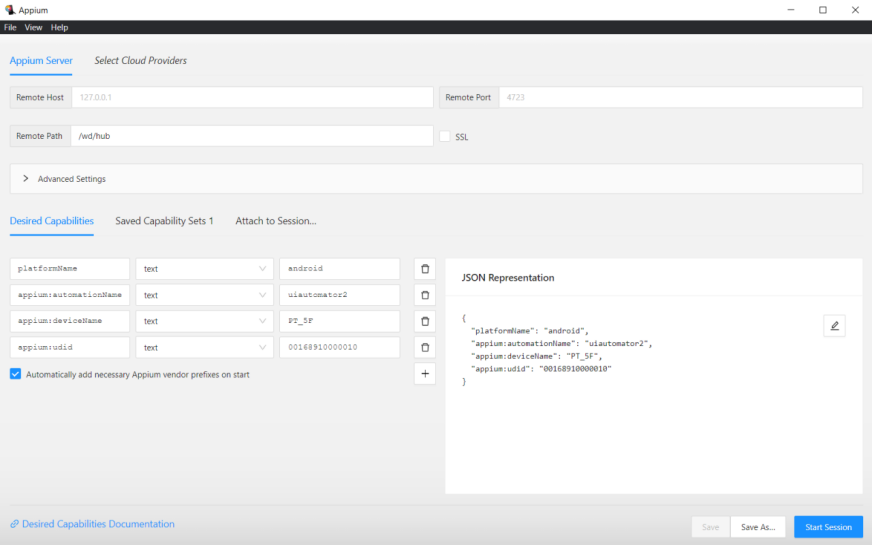 Appium
File View Help
Appium Server Select Cloud Providers
Remote Host 127.0.0.1 Remote Port 4723
Remote Path /wd/hub SSL
Advanced Settings
Desired Capabilities Saved Capability Sets 1 Attach to Session...
platformName text android
appium:automationName text uiautomator2
appium:deviceName text PT_5F
appium:udid text 00168910000010
Automatically add necessary Appium vendor prefixes on start
JSON Representation
{
"platformName": "android",
"appium:automationName": "uiautomator2",
"appium:deviceName": "PT_5F",
"appium:udid": "00168910000010"
}
Desired Capabilities Documentation
Save Save As... Start Session